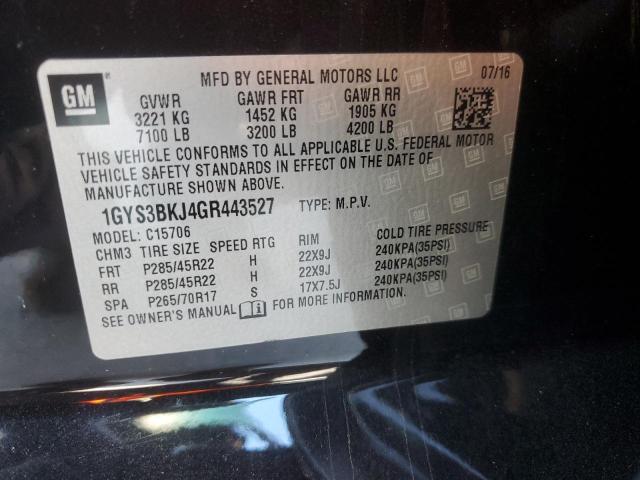 GM
MFD BY GENERAL MOTORS LLC 07/16
GVWR GAWR FRT GAWR RR
3221 KG 1452 KG 1905 KG
7100 LB 3200 LB 4200 LB
THIS VEHICLE CONFORMS TO ALL APPLICABLE U.S. FEDERAL MOTOR
VEHICLE SAFETY STANDARDS IN EFFECT ON THE DATE OF
MANUFACTURE SHOWN ABOVE.
1GYS3BKJ4GR443527 TYPE: M.P.V.
MODEL: C15706
CHM3 TIRE SIZE SPEED RTG RIM COLD TIRE PRESSURE
FRT P285/45R22 H 22X9J 240KPA(35PSI)
RR P285/45R22 H 22X9J 240KPA(35PSI)
SPA P265/70R17 S 17X7.5J 240KPA(35PSI)
SEE OWNER'S MANUAL FOR MORE INFORMATION.